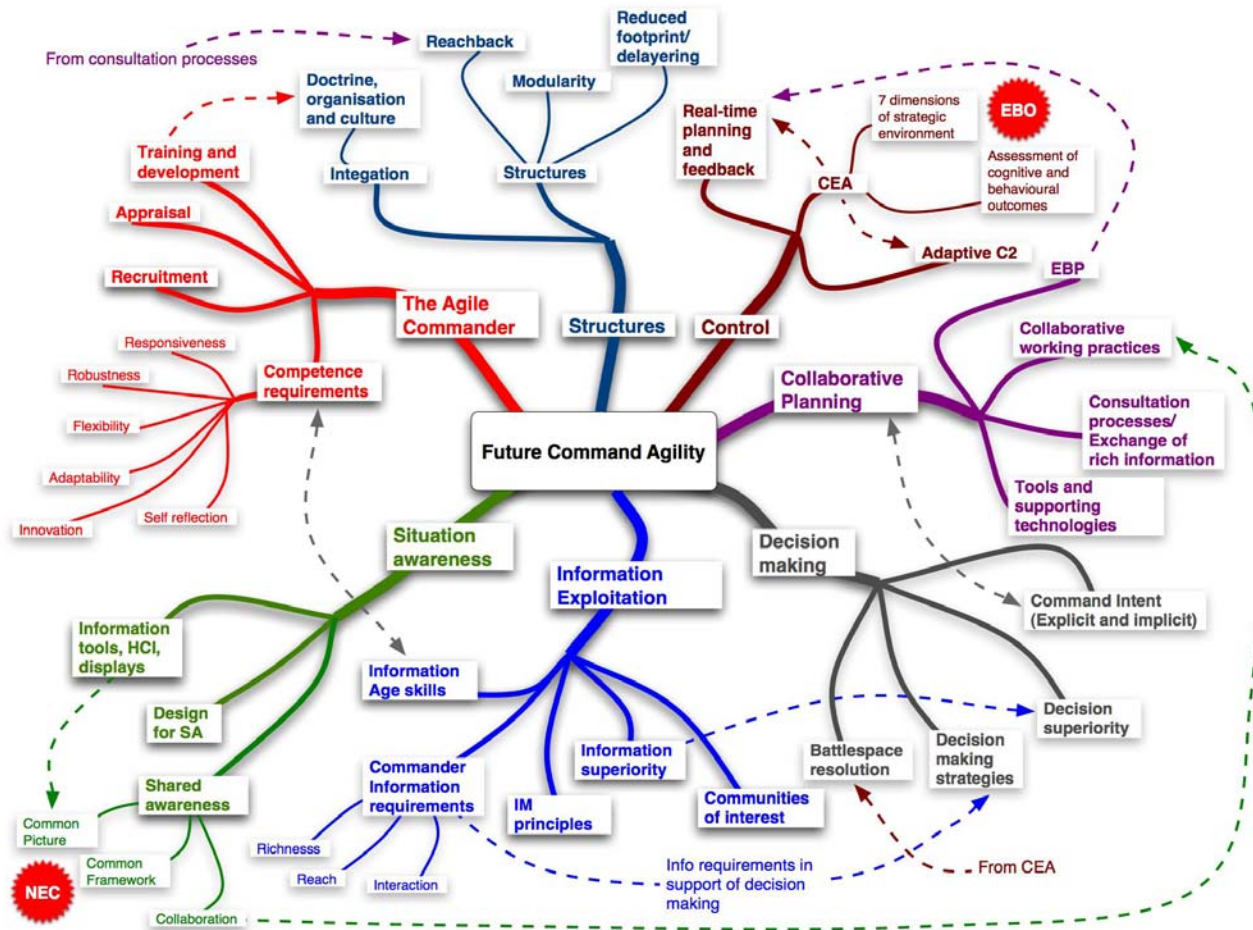 From consultation processes
Reachback
Reduced
footprint/
delayering
Doctrine,
organisation
and culture
Modularity
Integation
Structures
Training and
development
Appraisal
Recruitment
The Agile
Commander
Competence
requirements
Responsiveness
Robustness
Flexibility
Adaptability
Innovation
Self reflection
Structures
Control
Real-time
planning
and
feedback
CEA
7 dimensions
of strategic
environment
EBO
Assessment of
cognitive and
behavioural
outcomes
Adaptive C2
EBP
Collaborative
working practices
Collaborative
Planning
Consultation
processes/
Exchange of
rich information
Tools and
supporting
technologies
Future Command Agility
Situation
awareness
Information
tools, HCI,
displays
Design
for SA
Shared
awareness
Common
Picture
Common
Framework
Collaboration
NEC
Information
Exploitation
Information
Age skills
Commander
Information
requirements
Richnesss
Reach
Interaction
IM
principles
Information
superiority
Communities
of interest
Info requirements in
support of decision
making
Decision
making
Command Intent
(Explicit and implicit)
Decision
superiority
Decision
making
strategies
Battlespace
resolution
From CEA